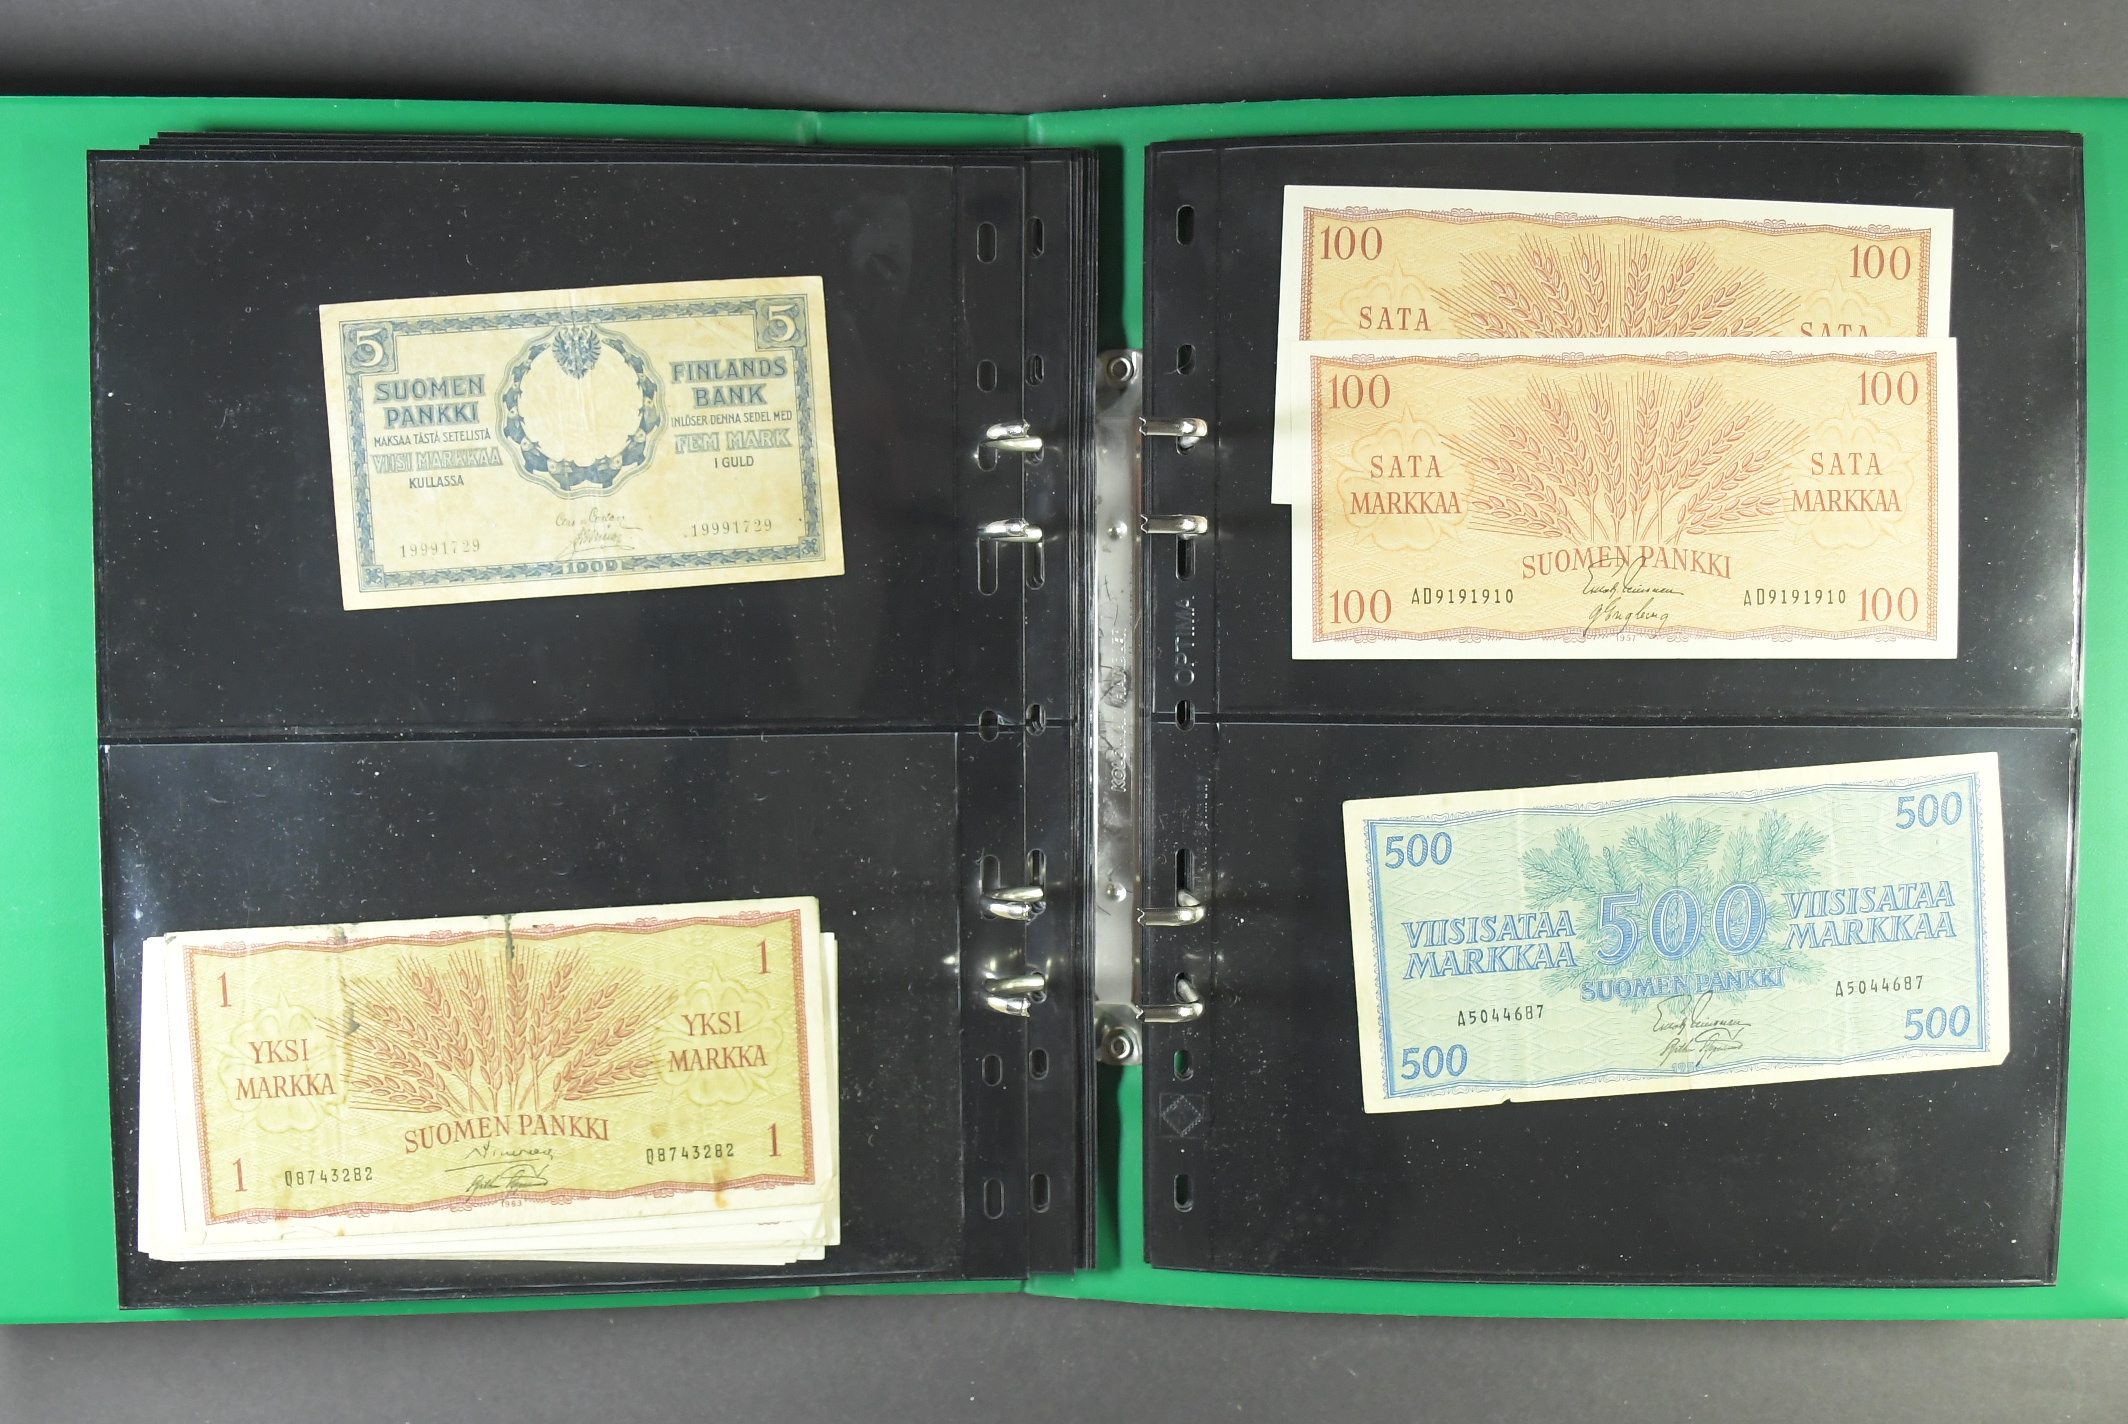 5
5
SUOMEN
PANKKI
MAKSAA TÄSTÄ SETELISTÄ
VIISI MARKKAA
KULLASSA
FINLANDS
BANK
INLÖSER DENNA SEDEL MED
FEM MARK
I GULD
19991729
19991729
1909
1
1
YKSI
MARKKA
YKSI
MARKKA
SUOMEN PANKKI
1
Q8743282
Q8743282
1
1963
OPTIMA
100
100
SATA
SATA
100
100
SATA
MARKKAA
SATA
MARKKAA
SUOMEN PANKKI
100
AD9191910
AD9191910
100
1957
500
500
VIISISATAA
MARKKAA
500
VIISISATAA
MARKKAA
SUOMEN PANKKI
A5044687
A5044687
500
500